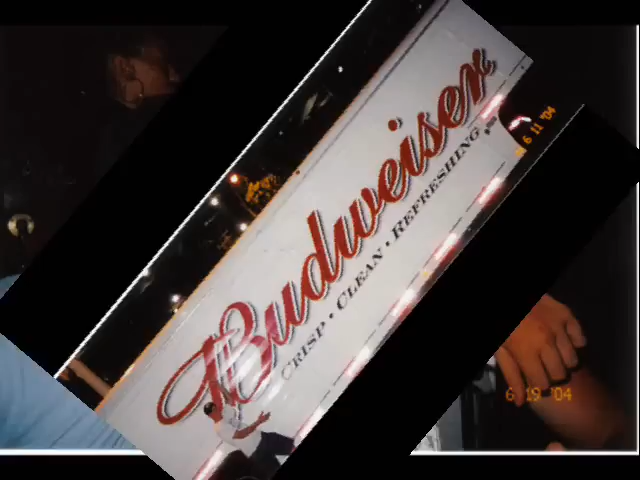 Budweiser
CRISP • CLEAN • REFRESHING
6 11 '04
6 19 '04